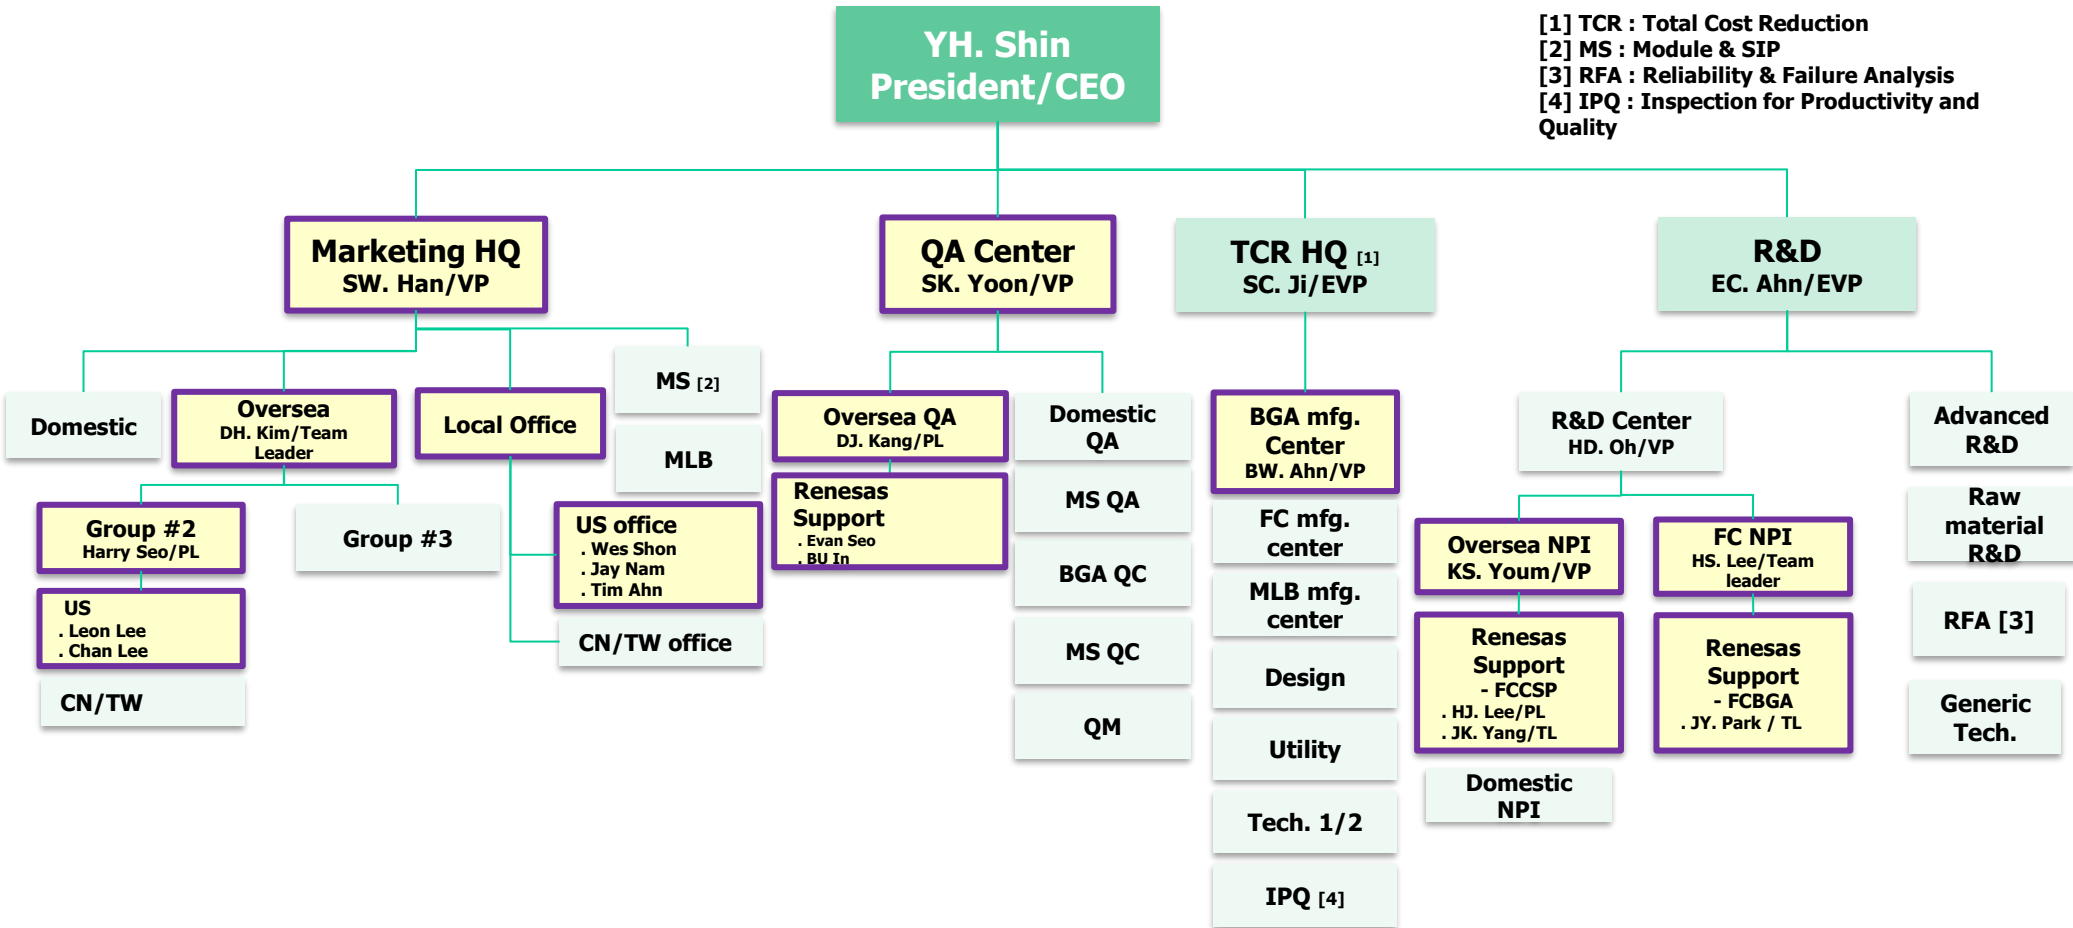 YH. Shin
President/CEO
[1] TCR : Total Cost Reduction
[2] MS : Module & SIP
[3] RFA : Reliability & Failure Analysis
[4] IPQ : Inspection for Productivity and
Quality
Marketing HQ
SW. Han/VP
QA Center
SK. Yoon/VP
TCR HQ [1]
SC. Ji/EVP
R&D
EC. Ahn/EVP
Domestic
Oversea
DH. Kim/Team
Leader
Local Office
MS [2]
MLB
Group #2
Harry Seo/PL
Group #3
US
. Leon Lee
. Chan Lee
CN/TW
US office
. Wes Shon
. Jay Nam
. Tim Ahn
CN/TW office
Oversea QA
DJ. Kang/PL
Renesas
Support
. Evan Seo
. BU In
Domestic
QA
MS QA
BGA QC
MS QC
QM
BGA mfg.
Center
BW. Ahn/VP
FC mfg.
center
MLB mfg.
center
Design
Utility
Tech. 1/2
IPQ [4]
R&D Center
HD. Oh/VP
Oversea NPI
KS. Youm/VP
Renesas
Support
- FCCSP
. HJ. Lee/PL
. JK. Yang/TL
Domestic
NPI
FC NPI
HS. Lee/Team
leader
Renesas
Support
- FCBGA
. JY. Park / TL
Advanced
R&D
Raw
material
R&D
RFA [3]
Generic
Tech.